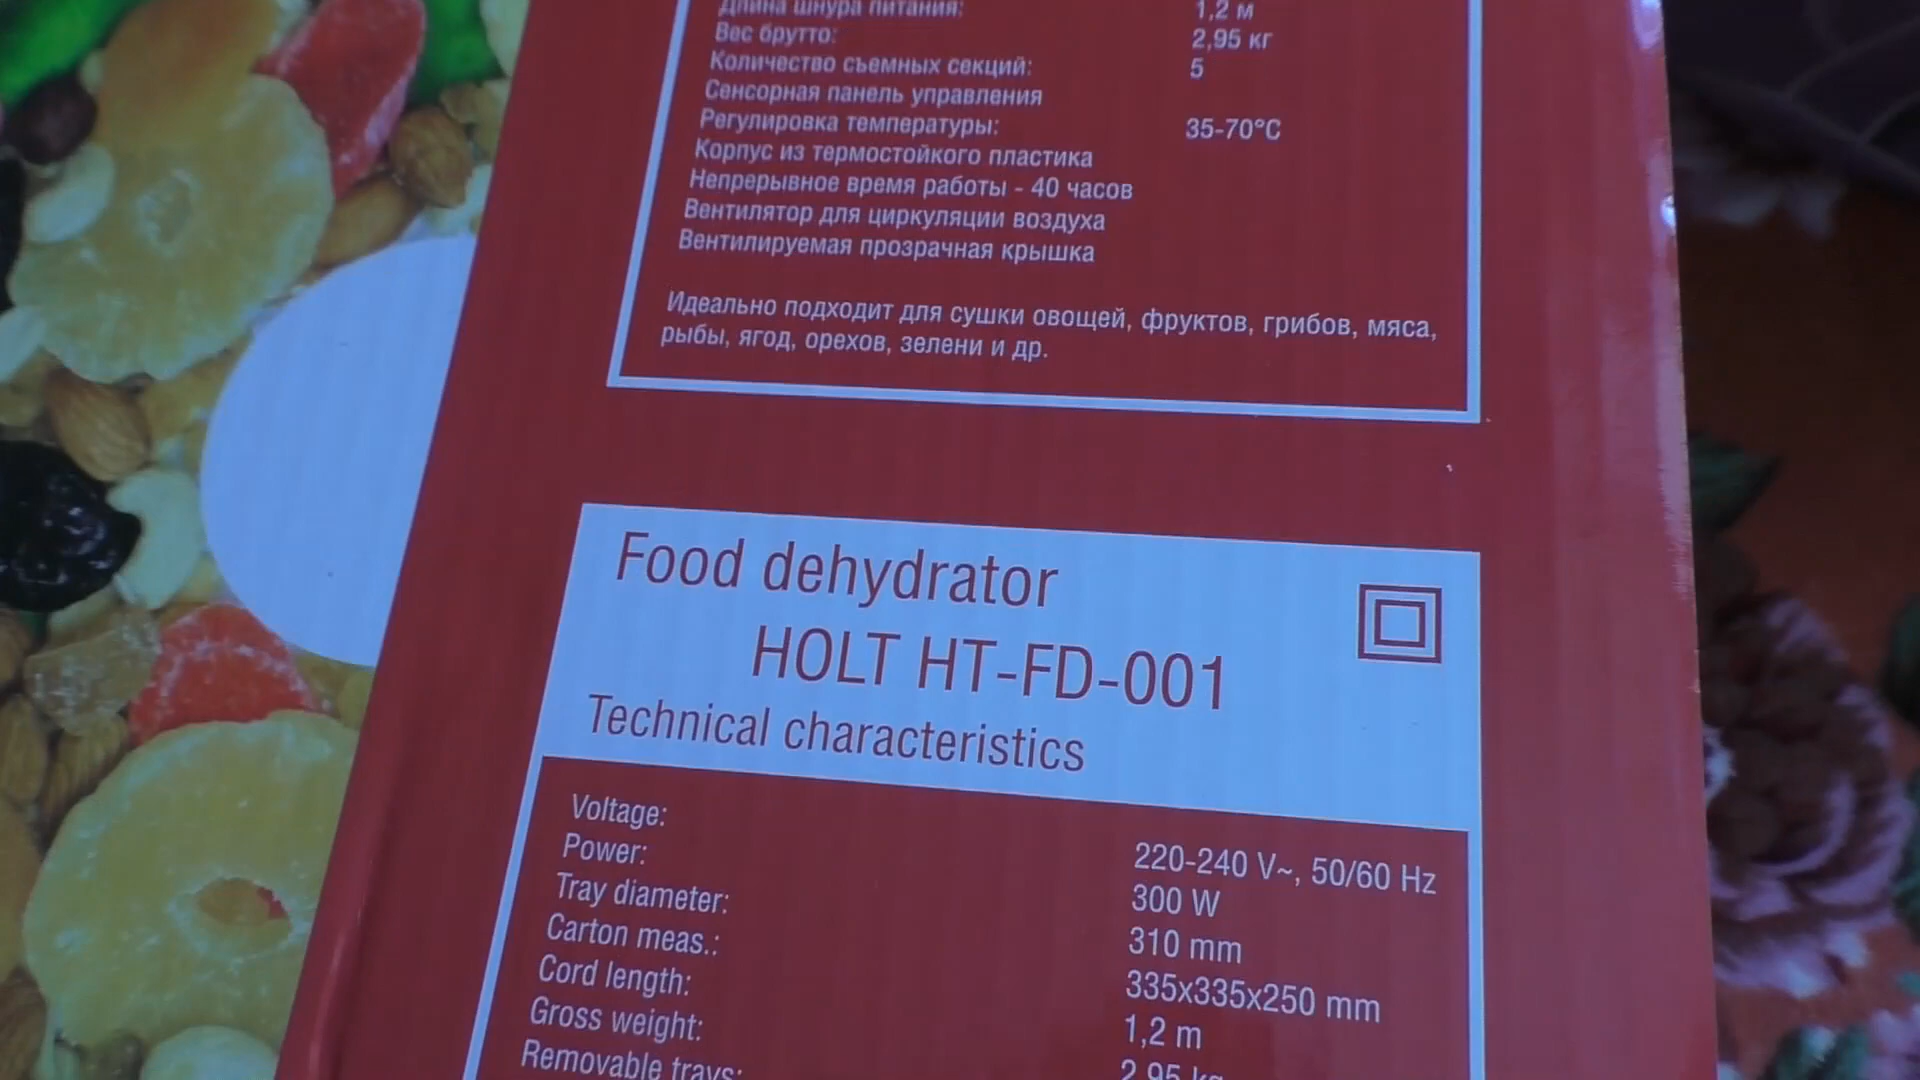 Длина шнура питания: 1,2 м
Вес брутто: 2,95 кг
Количество съемных секций: 5
Сенсорная панель управления
Регулировка температуры: 35-70°C
Корпус из термостойкого пластика
Непрерывное время работы - 40 часов
Вентилятор для циркуляции воздуха
Вентилируемая прозрачная крышка
Идеально подходит для сушки овощей, фруктов, грибов, мяса,
рыбы, ягод, орехов, зелени и др.
Food dehydrator
HOLT HT-FD-001
Technical characteristics
Voltage: 220-240 V~, 50/60 Hz
Power: 300 W
Tray diameter: 310 mm
Carton meas.: 335x335x250 mm
Cord length: 1,2 m
Gross weight: 2,95 kg
Removable trays: